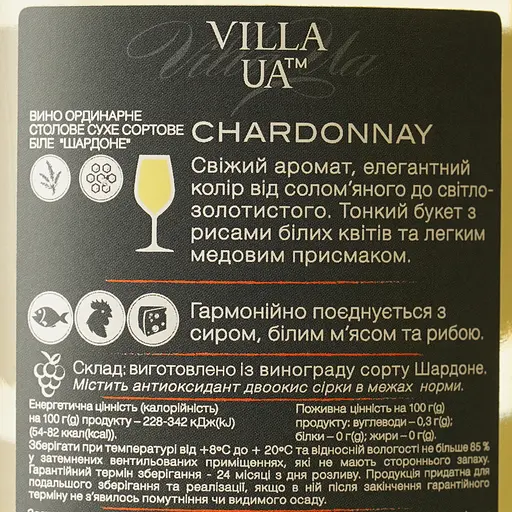 VILLA
UA™
ВИНО ОРДИНАРНЕ
СТОЛОВЕ СУХЕ СОРТОВЕ
БІЛЕ "ШАРДОНЕ"
CHARDONNAY
Свіжий аромат, елегантний
колір від солом’яного до світло-
золотистого. Тонкий букет з
рисами білих квітів та легким
медовим присмаком.
Гармонійно поєднується з
сиром, білим м’ясом та рибою.
Склад: виготовлено із винограду сорту Шардоне.
Містить антиоксидант двоокис сірки в межах норми.
Енергетична цінність (калорійність)
на 100 г(g) продукту – 228-342 кДж(kJ)
(54-82 ккал(kcal)).
Поживна цінність на 100 г(g)
продукту: вуглеводи – 0,3 г(g);
білки – 0 г(g); жири – 0 г(g).
Зберігати при температурі від +8°С до + 20°С та відносній вологості не більше 85 %
у затемнених вентильованих приміщеннях, які не мають стороннього запаху.
Гарантійний термін зберігання - 24 місяці з дня розливу. Продукція придатна для
подальшого зберігання та реалізації, якщо в ній після закінчення гарантійного
терміну не з’явилось помутніння чи видимого осаду.